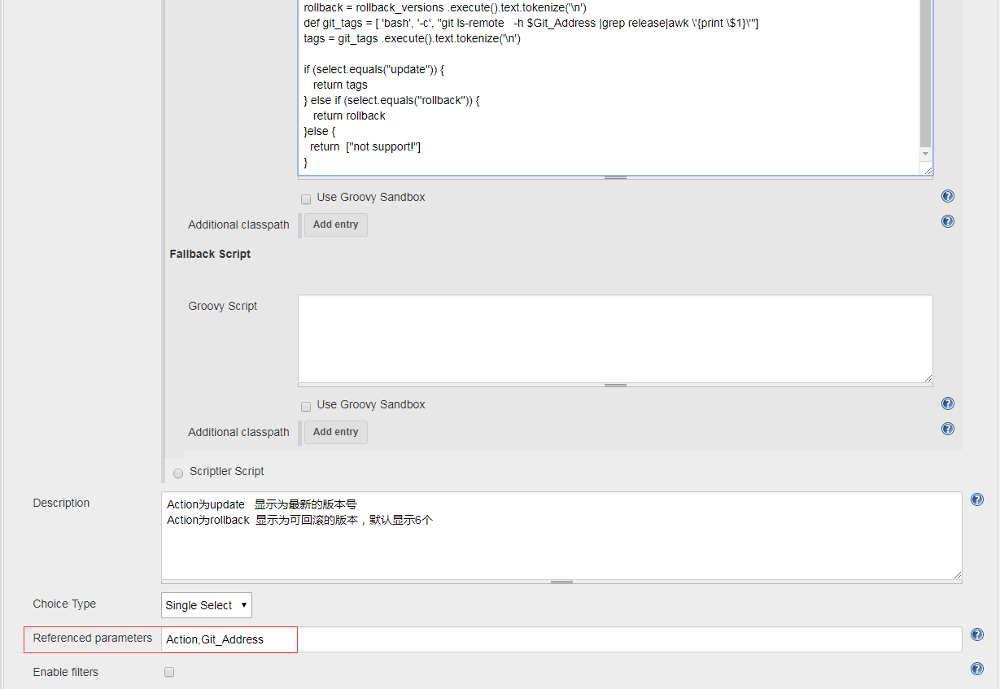 rollback = rollback_versions .execute().text.tokenize('\n')
def git_tags = [ 'bash', '-c', "git ls-remote   -h $Git_Address |grep release|awk \'{print \$1}\'"]
tags = git_tags .execute().text.tokenize('\n')
if (select.equals("update")) {
return tags
} else if (select.equals("rollback")) {
return rollback
}else {
return  ["not support!"]
}
Use Groovy Sandbox
Additional classpath Add entry
Fallback Script
Groovy Script
Use Groovy Sandbox
Additional classpath Add entry
Scriptler Script
Description
Action为update   显示为最新的版本号
Action为rollback  显示为可回滚的版本，默认显示6个
Choice Type Single Select
Referenced parameters Action,Git_Address
Enable filters